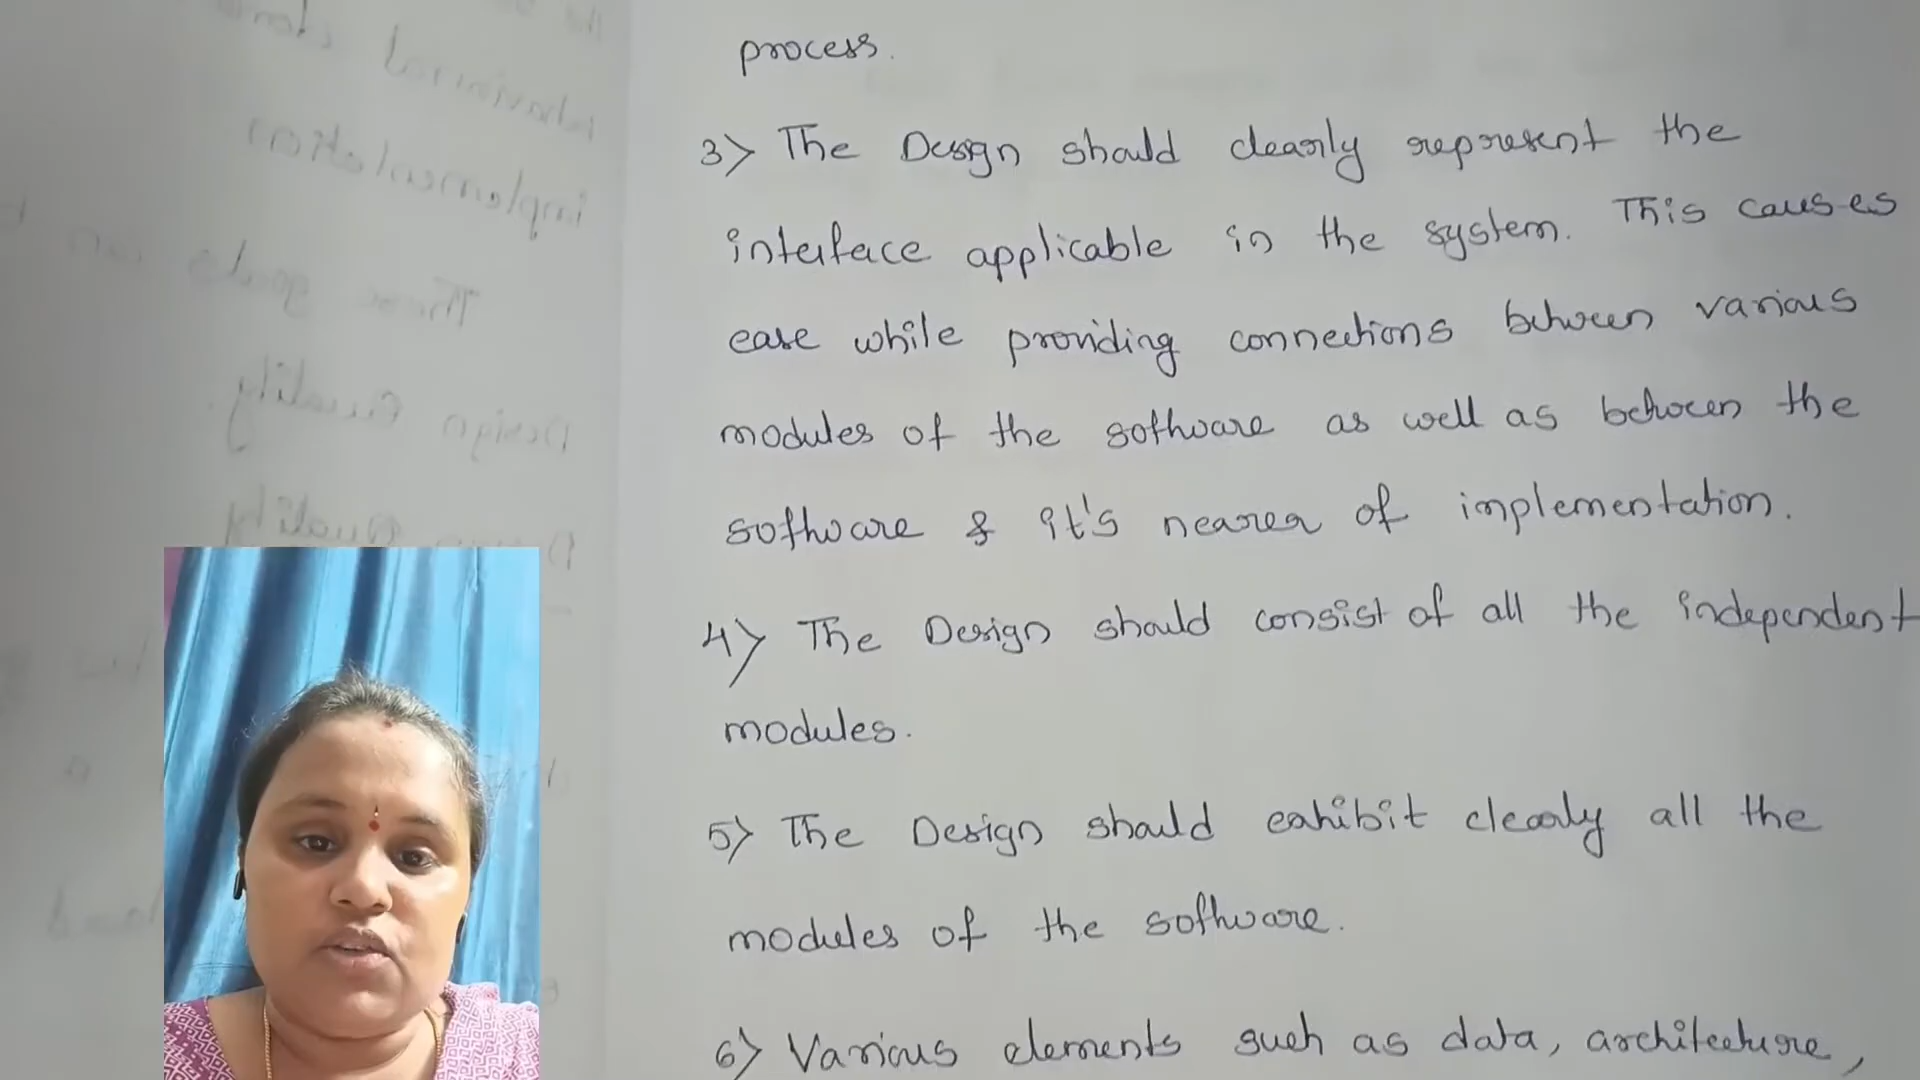 process.
3) The Design should clearly represent the
interface applicable in the system. This causes
ease while providing connections between various
modules of the software as well as between the
software & it's nearer of implementation.
4) The Design should consist of all the independent
modules.
5) The Design should exhibit clearly all the
modules of the software.
6) Various elements such as data, architecture,